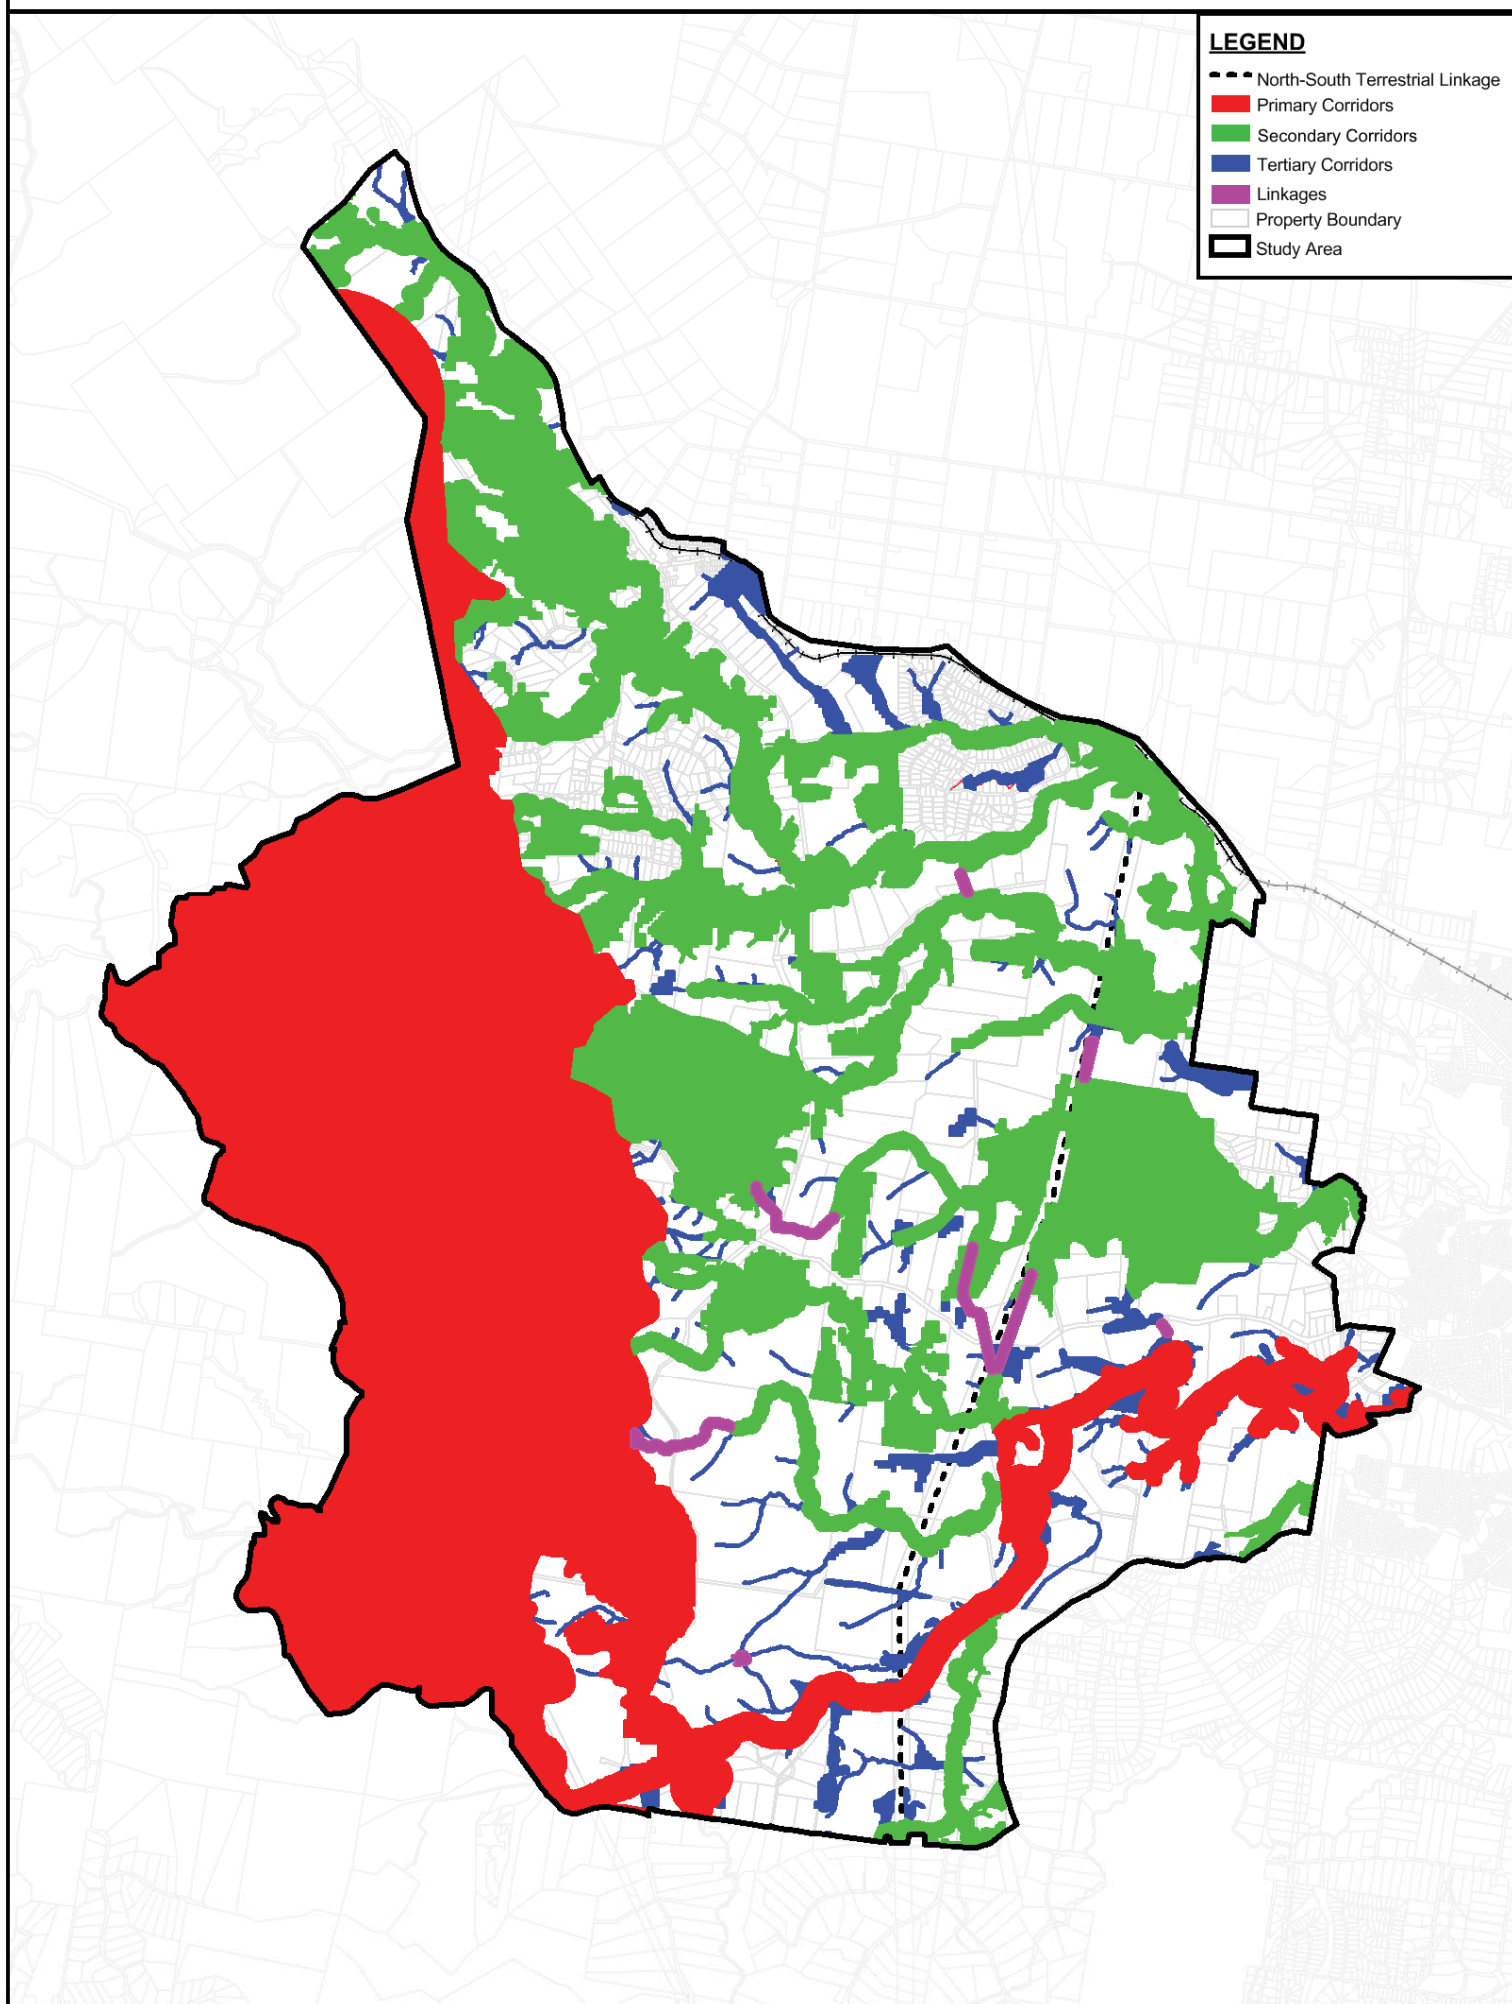 LEGEND
North-South Terrestrial Linkage
Primary Corridors
Secondary Corridors
Tertiary Corridors
Linkages
Property Boundary
Study Area